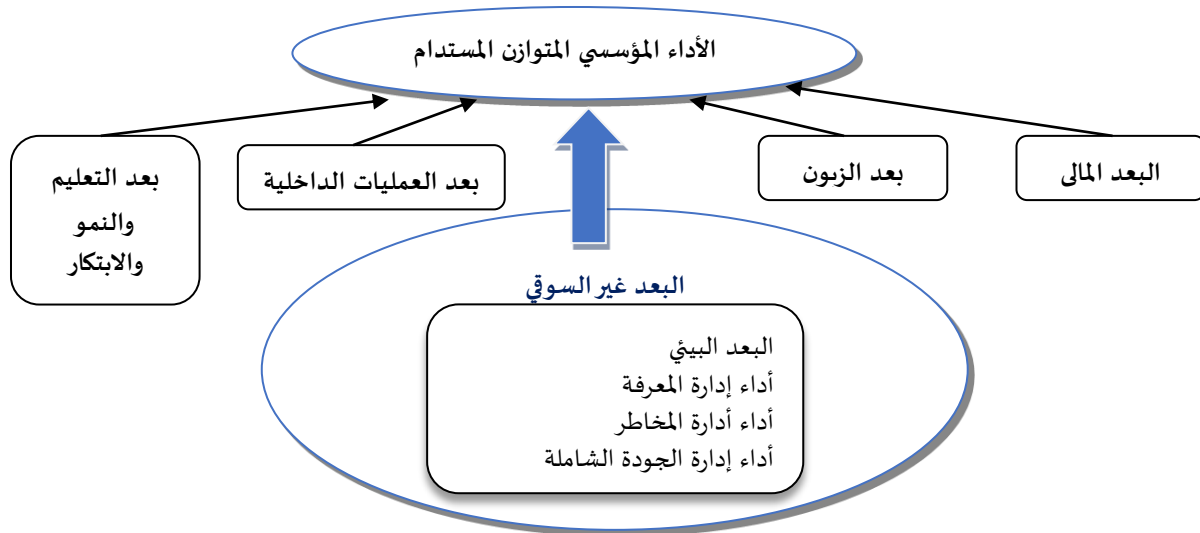 الأداء المؤسسي المتوازن المستدام
البعد المالى
بعد الزبون
بعد العمليات الداخلية
بعد التعليم
والنمو
والابتكار
البعد غير السوقي
البعد البيئي
أداء إدارة المعرفة
أداء أدارة المخاطر
أداء إدارة الجودة الشاملة